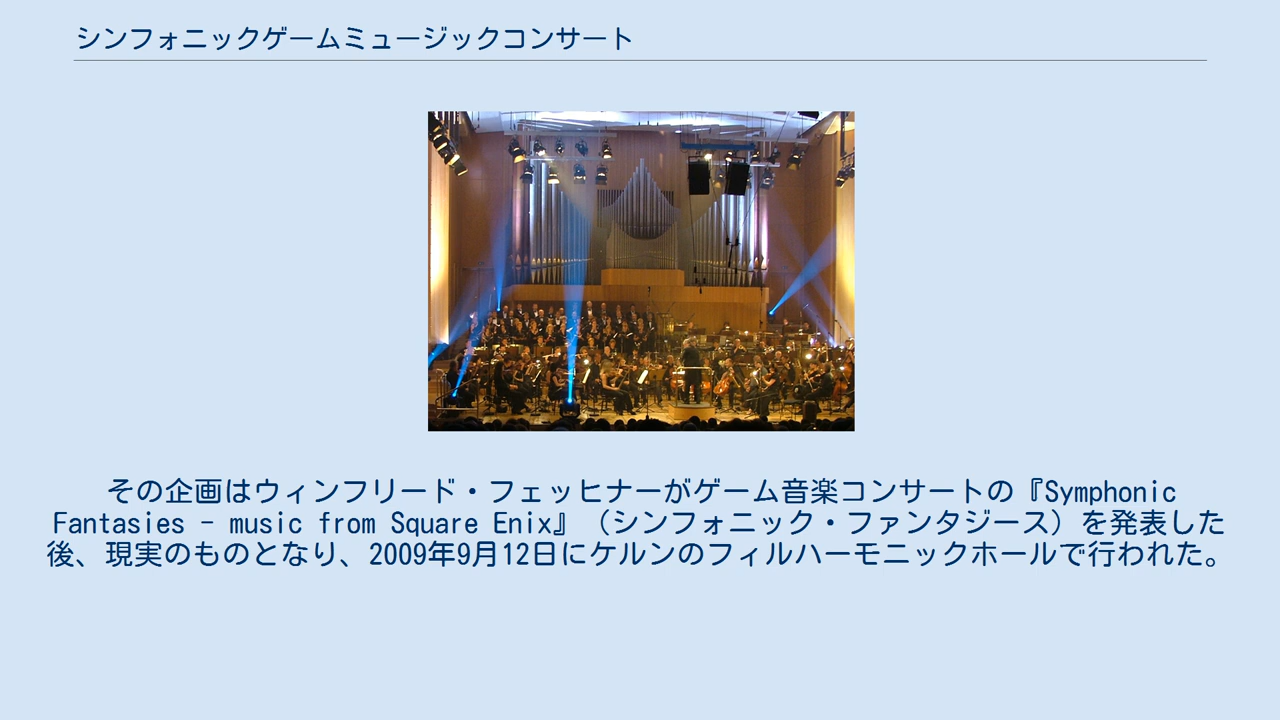 シンフォニックゲームミュージックコンサート
その企画はウィンフリード・フェッヒナーがゲーム音楽コンサートの『Symphonic
Fantasies - music from Square Enix』（シンフォニック・ファンタジース）を発表した
後、現実のものとなり、2009年9月12日にケルンのフィルハーモニックホールで行われた。